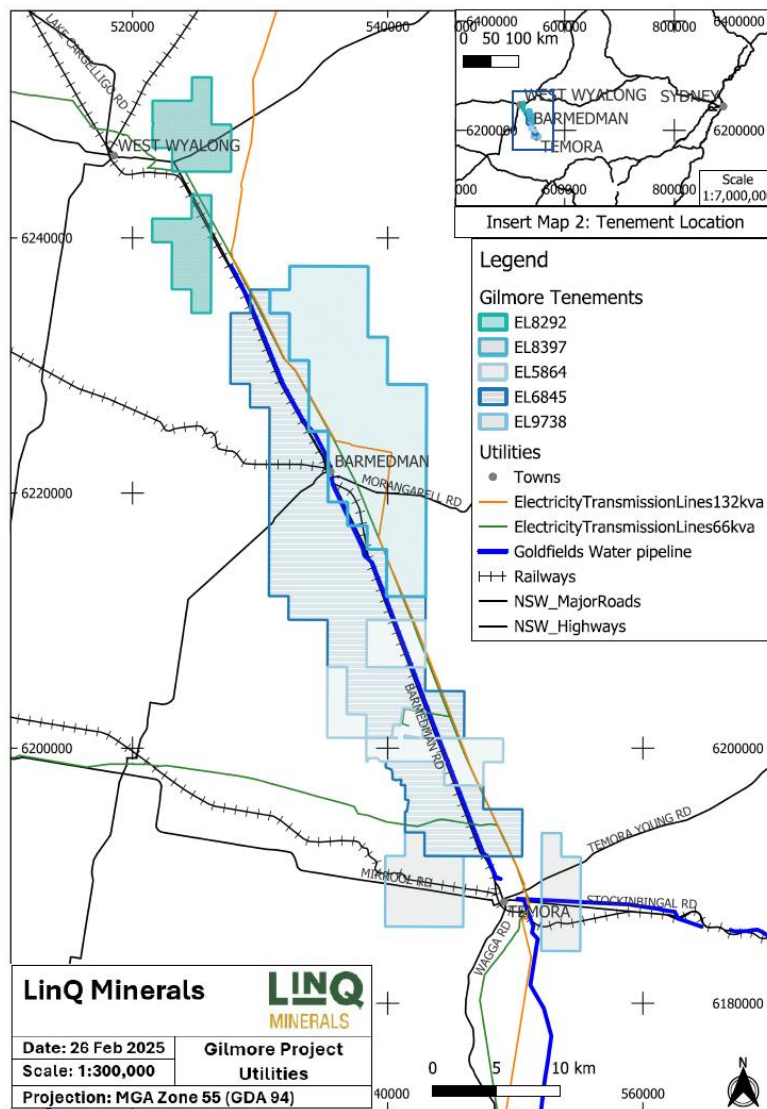 520000
540000
LAKE CARGELLIGO RD
WEST WYALONG
6240000
BARMEDMAN
MORANGARELL RD
6220000
BARMEDMAN RD
6200000
6200000
TEMORA YOUNG RD
MIRROOL RD
STOCKINBINGAL RD
TEMORA
WAGGA RD
6180000
40000
560000
0 5 10 km
N
6400000
6400000
0 50 100 km
WEST WYALONG
SYDNEY
BARMEDMAN
6200000
6200000
TEMORA
000
600000
800000
Scale
1:7,000,000
Insert Map 2: Tenement Location
Legend
Gilmore Tenements
EL8292
EL8397
EL5864
EL6845
EL9738
Utilities
Towns
ElectricityTransmissionLines132kva
ElectricityTransmissionLines66kva
Goldfields Water pipeline
Railways
NSW_MajorRoads
NSW_Highways
LinQ Minerals
LINQ
MINERALS
Date: 26 Feb 2025
Scale: 1:300,000
Gilmore Project
Utilities
Projection: MGA Zone 55 (GDA 94)